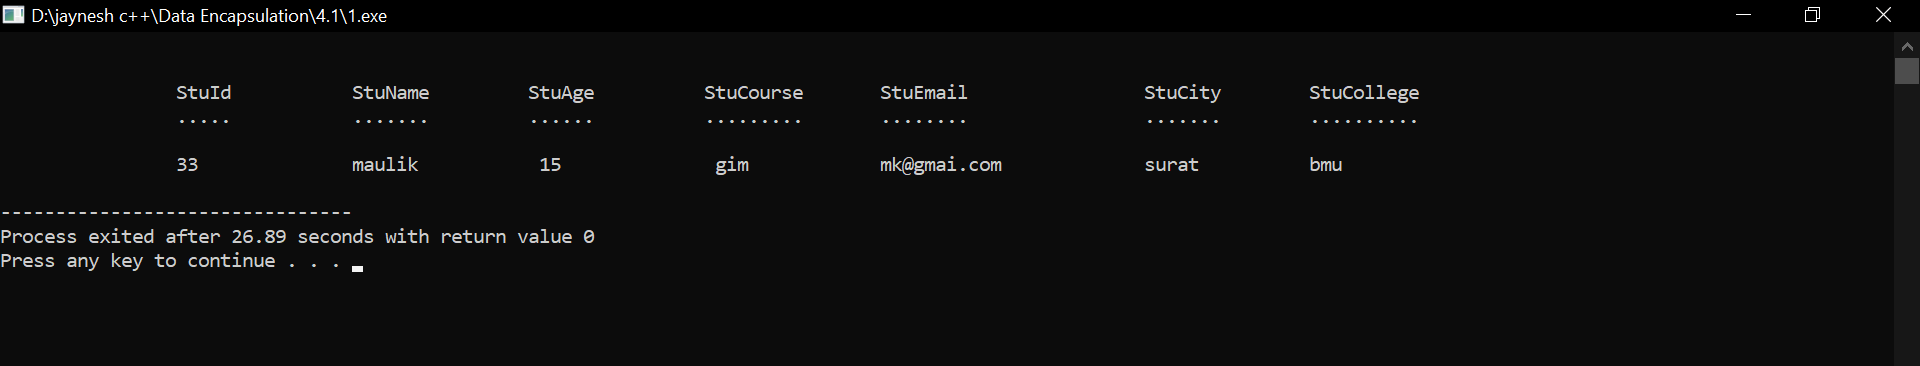 D:\jaynesh c++\Data Encapsulation\4.1\1.exe
StuId StuName StuAge StuCourse StuEmail StuCity StuCollege
..... ....... ...... ......... ........ ....... ..........
33 maulik 15 gim mk@gmai.com surat bmu
--------------------------------
Process exited after 26.89 seconds with return value 0
Press any key to continue . . .